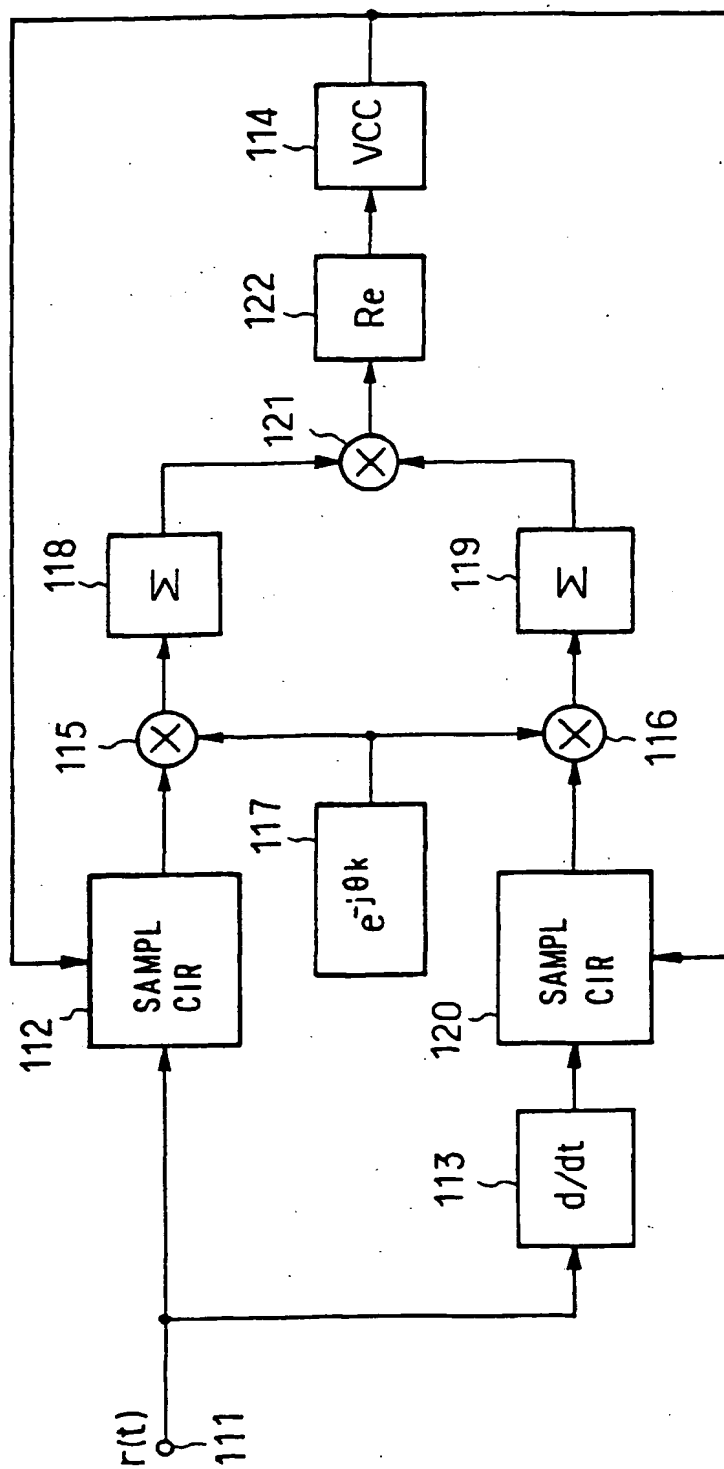 r(t)
111
112
SAMPL
CIR
113
d/dt
120
SAMPL
CIR
117
e^-jθk
115
116
118
Σ
119
Σ
121
122
Re
114
VCC